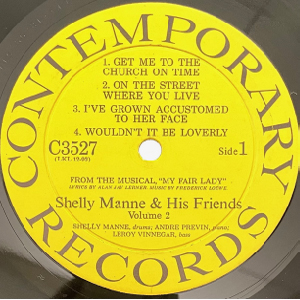 CONTEMPORARY
1. GET ME TO THE
CHURCH ON TIME
2. ON THE STREET
WHERE YOU LIVE
3. I'VE GROWN ACCUSTOMED
TO HER FACE
4. WOULDN'T IT BE LOVERLY
C3527
Side 1
FROM THE MUSICAL, "MY FAIR LADY"
LYRICS BY ALAN JAY LERNER, MUSIC BY FREDERICK LOEWE
Shelly Manne & His Friends
Volume 2
SHELLY MANNE, drums; ANDRE PREVIN, piano;
LEROY VINNEGAR, bass
RECORDS